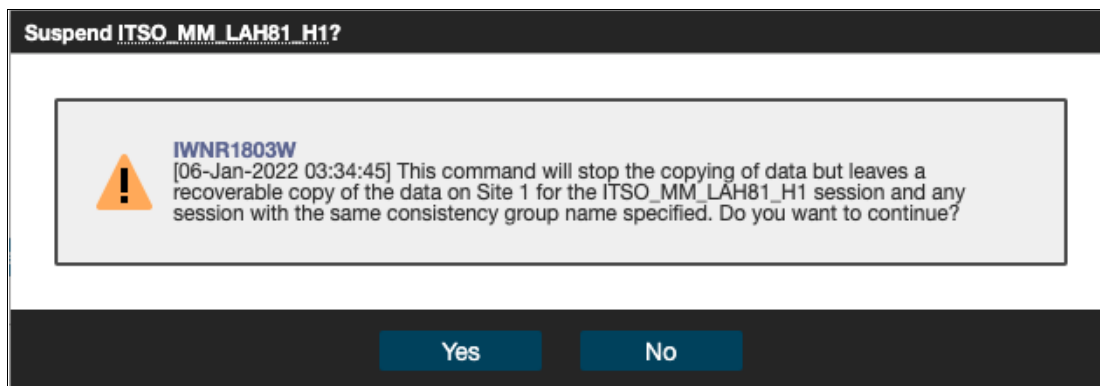 Suspend ITSO_MM_LAH81_H1?
IWNR1803W
[06-Jan-2022 03:34:45] This command will stop the copying of data but leaves a
recoverable copy of the data on Site 1 for the ITSO_MM_LAH81_H1 session and any
session with the same consistency group name specified. Do you want to continue?
Yes No